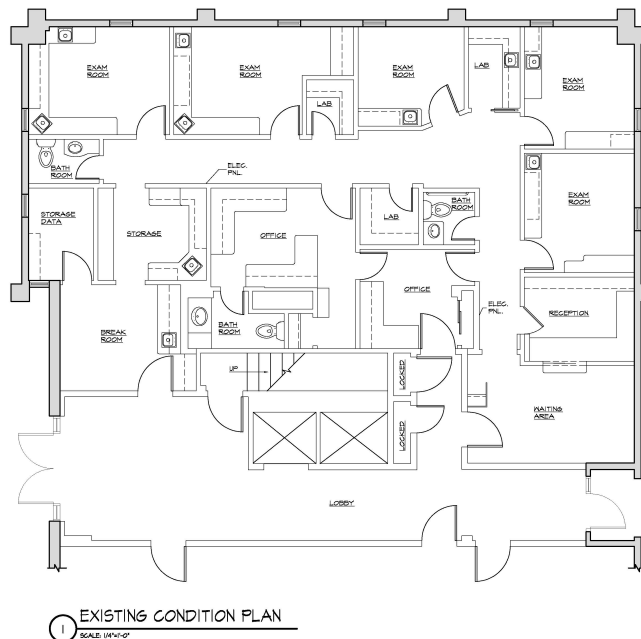 EXAM
ROOM
EXAM
ROOM
EXAM
ROOM
LAB
EXAM
ROOM
LAB
BATH
ROOM
ELEC.
PNL.
STORAGE
DATA
STORAGE
OFFICE
LAB
BATH
ROOM
EXAM
ROOM
OFFICE
ELEC.
PNL.
RECEPTION
BREAK
ROOM
BATH
ROOM
UP
LOCKED
LOCKED
WAITING
AREA
LOBBY
1
EXISTING CONDITION PLAN
SCALE: 1/4"=1'-0"